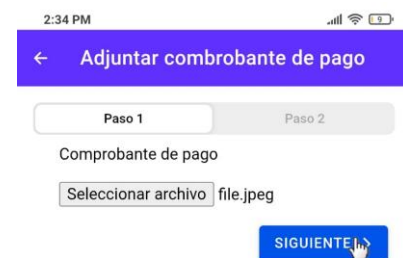 2:34 PM
9
Adjuntar combrobante de pago
Paso 1 Paso 2
Comprobante de pago
Seleccionar archivo file.jpeg
SIGUIENTE